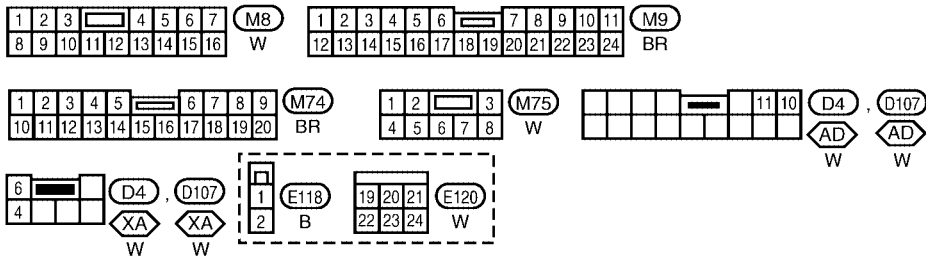 1 2 3 4 5 6 7 M8
8 9 10 11 12 13 14 15 16 W
1 2 3 4 5 6 7 8 9 10 11 M9
12 13 14 15 16 17 18 19 20 21 22 23 24 BR
1 2 3 4 5 6 7 8 9 M74
10 11 12 13 14 15 16 17 18 19 20 BR
1 2 3 M75
4 5 6 7 8 W
11 10 D4 , D107
AD AD
W W
6 D4 , D107
4 XA XA
W W
1 E118
2 B
19 20 21 E120
22 23 24 W